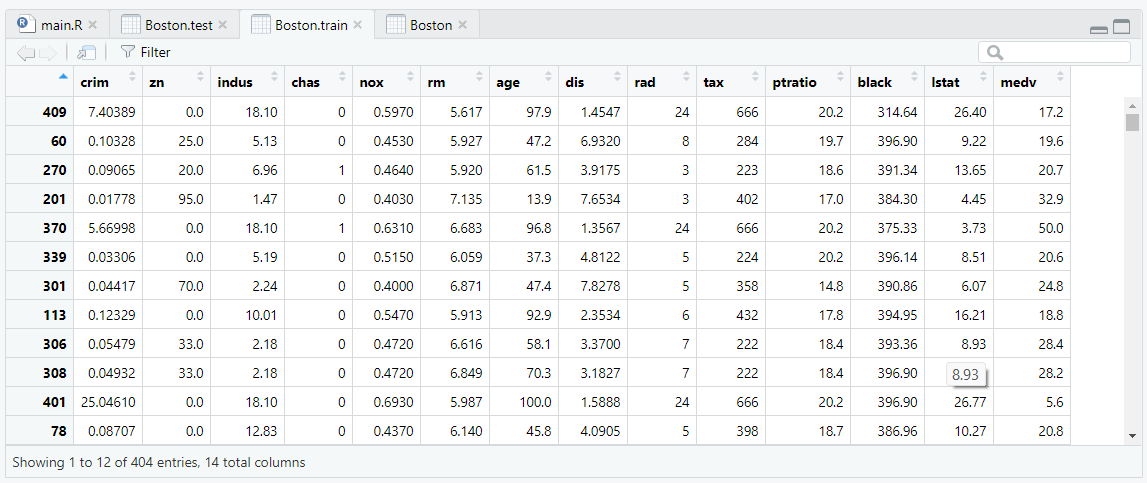 main.R Boston.test Boston.train Boston
Filter
crim zn indus chas nox rm age dis rad tax ptratio black lstat medv
409 7.40389 0.0 18.10 0 0.5970 5.617 97.9 1.4547 24 666 20.2 314.64 26.40 17.2
60 0.10328 25.0 5.13 0 0.4530 5.927 47.2 6.9320 8 284 19.7 396.90 9.22 19.6
270 0.09065 20.0 6.96 1 0.4640 5.920 61.5 3.9175 3 223 18.6 391.34 13.65 20.7
201 0.01778 95.0 1.47 0 0.4030 7.135 13.9 7.6534 3 402 17.0 384.30 4.45 32.9
370 5.66998 0.0 18.10 1 0.6310 6.683 96.8 1.3567 24 666 20.2 375.33 3.73 50.0
339 0.03306 0.0 5.19 0 0.5150 6.059 37.3 4.8122 5 224 20.2 396.14 8.51 20.6
301 0.04417 70.0 2.24 0 0.4000 6.871 47.4 7.8278 5 358 14.8 390.86 6.07 24.8
113 0.12329 0.0 10.01 0 0.5470 5.913 92.9 2.3534 6 432 17.8 394.95 16.21 18.8
306 0.05479 33.0 2.18 0 0.4720 6.616 58.1 3.3700 7 222 18.4 393.36 8.93 28.4
308 0.04932 33.0 2.18 0 0.4720 6.849 70.3 3.1827 7 222 18.4 396.90 8.93 28.2
401 25.04610 0.0 18.10 0 0.6930 5.987 100.0 1.5888 24 666 20.2 396.90 26.77 5.6
78 0.08707 0.0 12.83 0 0.4370 6.140 45.8 4.0905 5 398 18.7 386.96 10.27 20.8
Showing 1 to 12 of 404 entries, 14 total columns